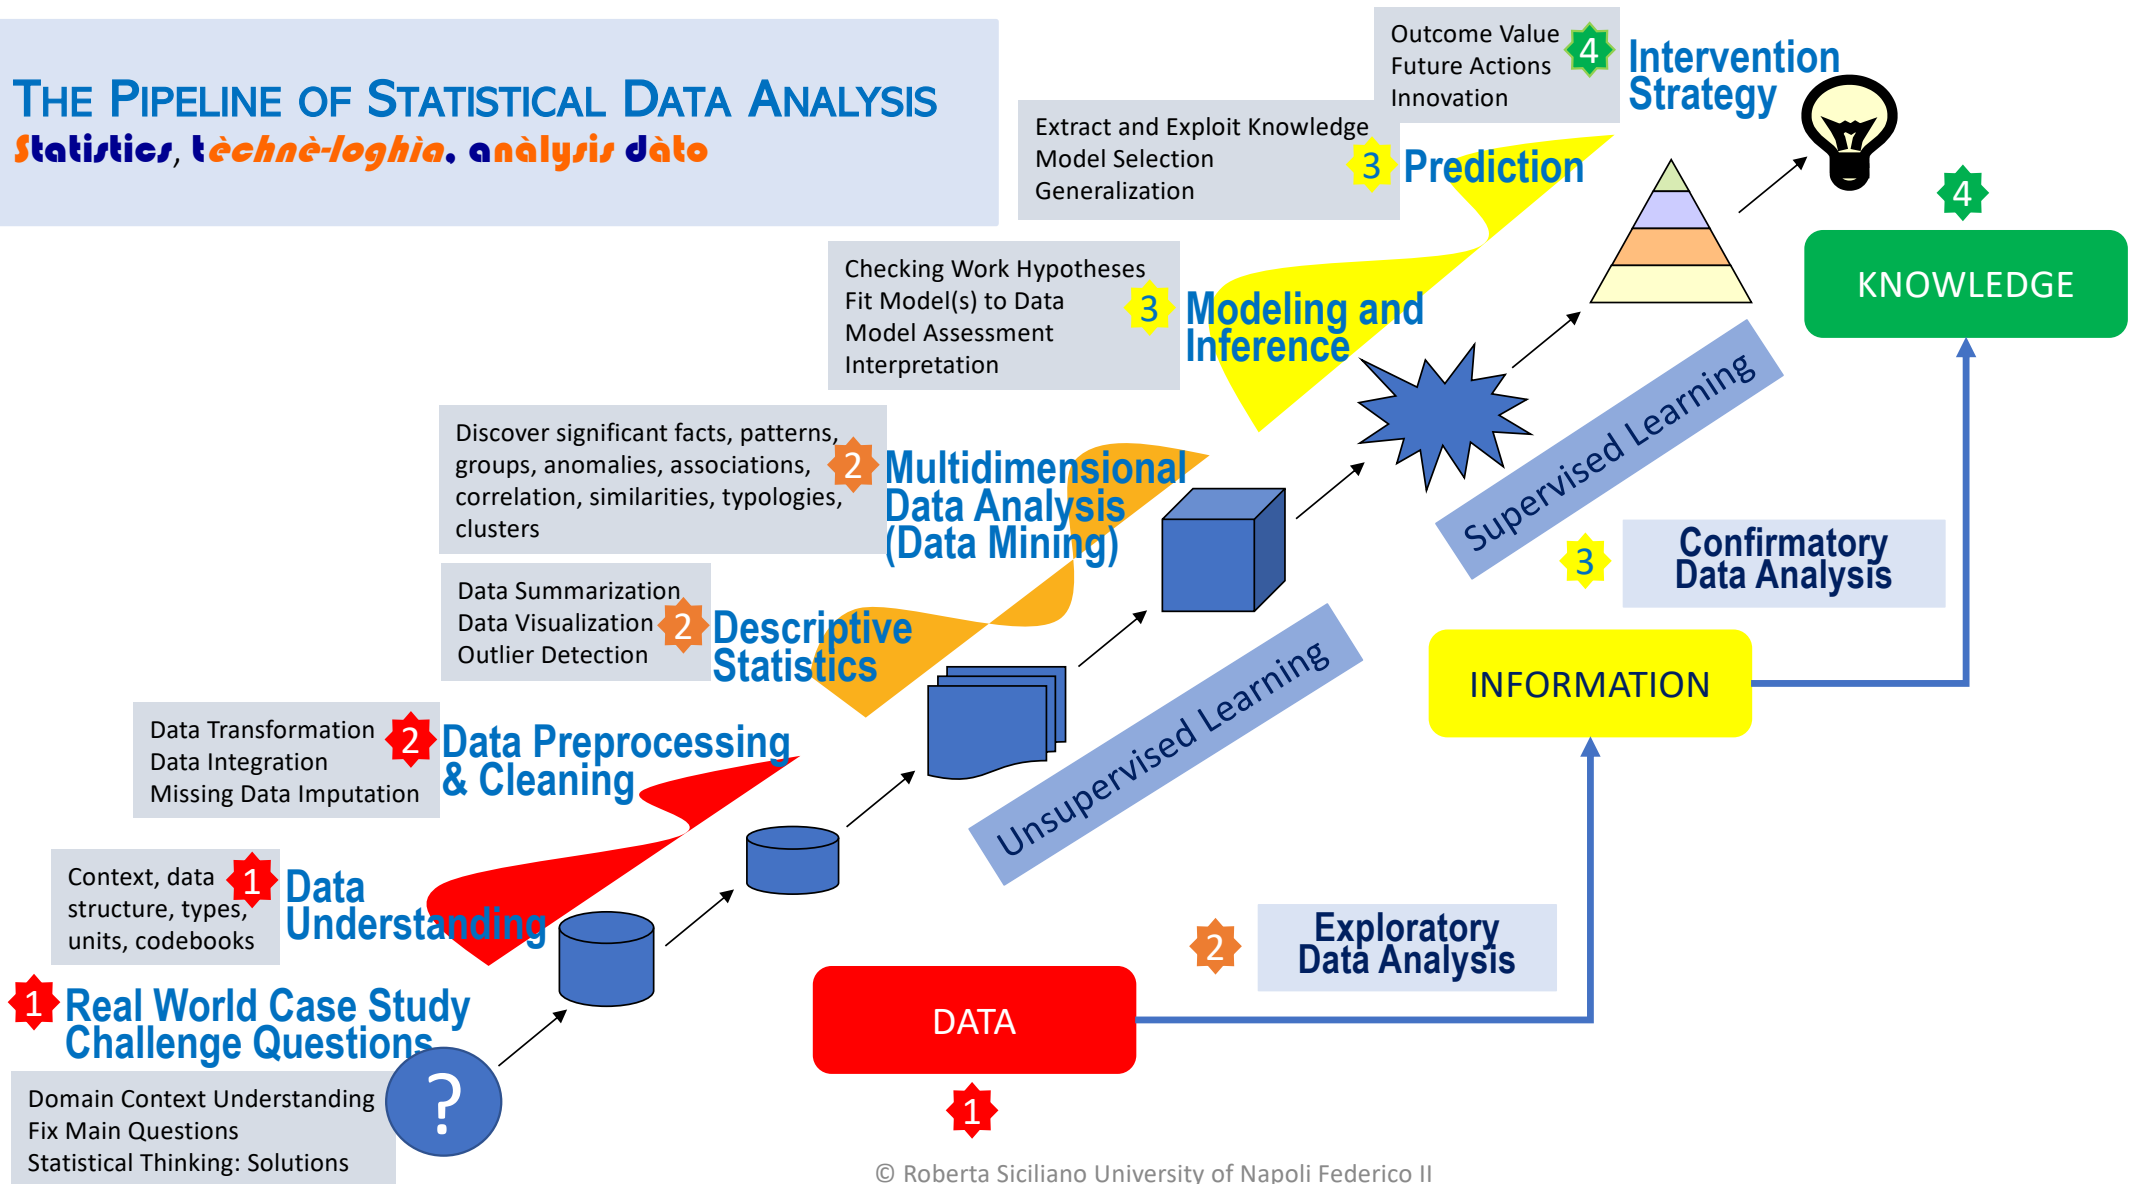 THE PIPELINE OF STATISTICAL DATA ANALYSIS
Statistics, tèchnè-loghìa, anàlysis dàto
Outcome Value
Future Actions
Innovation
4
Intervention
Strategy
Extract and Exploit Knowledge
Model Selection
Generalization
3
Prediction
4
KNOWLEDGE
Checking Work Hypotheses
Fit Model(s) to Data
Model Assessment
Interpretation
3
Modeling and
Inference
Supervised Learning
Discover significant facts, patterns,
groups, anomalies, associations,
correlation, similarities, typologies,
clusters
2
Multidimensional
Data Analysis
(Data Mining)
3
Confirmatory
Data Analysis
Data Summarization
Data Visualization
Outlier Detection
2
Descriptive
Statistics
INFORMATION
Unsupervised Learning
Data Transformation
Data Integration
Missing Data Imputation
2
Data Preprocessing
& Cleaning
Context, data
structure, types,
units, codebooks
1
Data
Understanding
2
Exploratory
Data Analysis
1
Real World Case Study
Challenge Questions
DATA
1
Domain Context Understanding
Fix Main Questions
Statistical Thinking: Solutions
?
© Roberta Siciliano University of Napoli Federico II